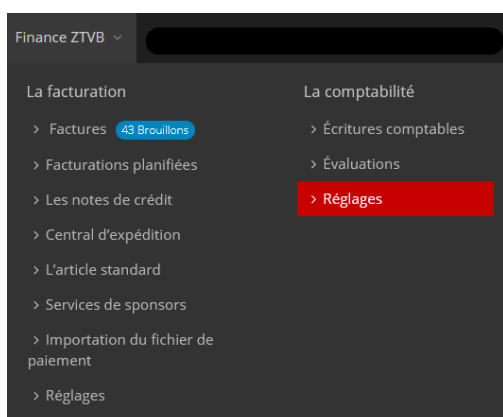 Finance ZTVB
La facturation
Factures 43 Brouillons
Facturations planifiées
Les notes de crédit
Central d'expédition
L'article standard
Services de sponsors
Importation du fichier de
paiement
Réglages
La comptabilité
Écritures comptables
Évaluations
Réglages